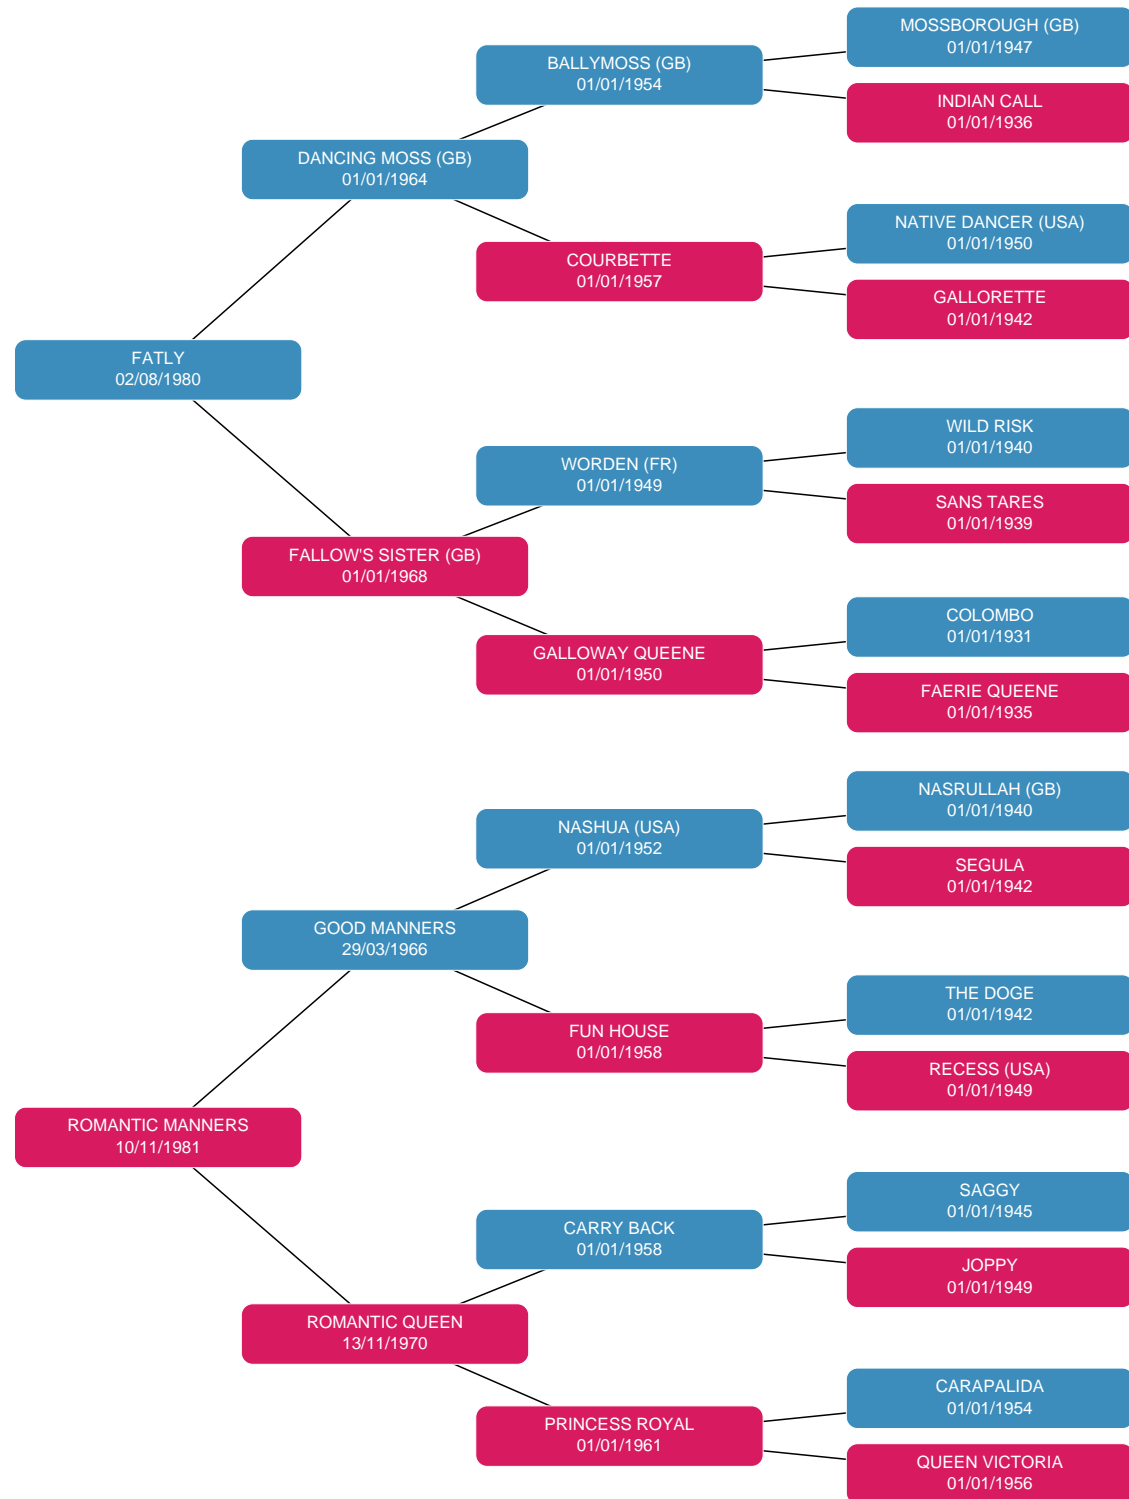 MOSSBOROUGH (GB)
01/01/1947
BALLYMOSS (GB)
01/01/1954
INDIAN CALL
01/01/1936
DANCING MOSS (GB)
01/01/1964
NATIVE DANCER (USA)
01/01/1950
COURBETTE
01/01/1957
GALLORETTE
01/01/1942
FATLY
02/08/1980
WILD RISK
01/01/1940
WORDEN (FR)
01/01/1949
SANS TARES
01/01/1939
FALLOW'S SISTER (GB)
01/01/1968
COLOMBO
01/01/1931
GALLOWAY QUEENE
01/01/1950
FAERIE QUEENE
01/01/1935
NASRULLAH (GB)
01/01/1940
NASHUA (USA)
01/01/1952
SEGULA
01/01/1942
GOOD MANNERS
29/03/1966
THE DOGE
01/01/1942
FUN HOUSE
01/01/1958
RECESS (USA)
01/01/1949
ROMANTIC MANNERS
10/11/1981
SAGGY
01/01/1945
CARRY BACK
01/01/1958
JOPPY
01/01/1949
ROMANTIC QUEEN
13/11/1970
CARAPALIDA
01/01/1954
PRINCESS ROYAL
01/01/1961
QUEEN VICTORIA
01/01/1956